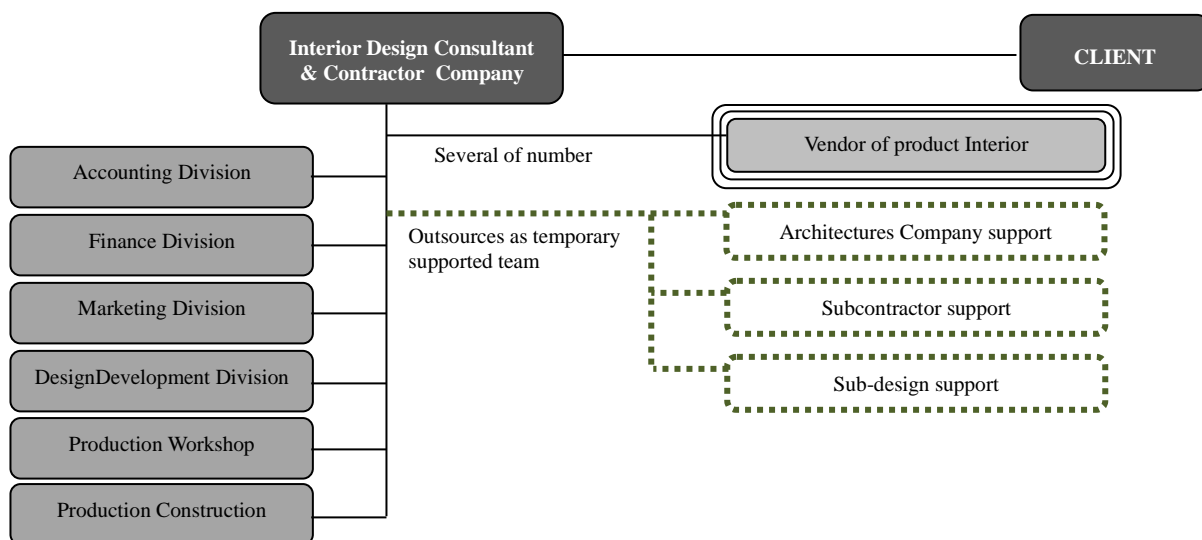 Interior Design Consultant
& Contractor Company
CLIENT
Vendor of product Interior
Several of number
Accounting Division
Outsources as temporary
supported team
Architectures Company support
Finance Division
Marketing Division
Subcontractor support
DesignDevelopment Division
Sub-design support
Production Workshop
Production Construction